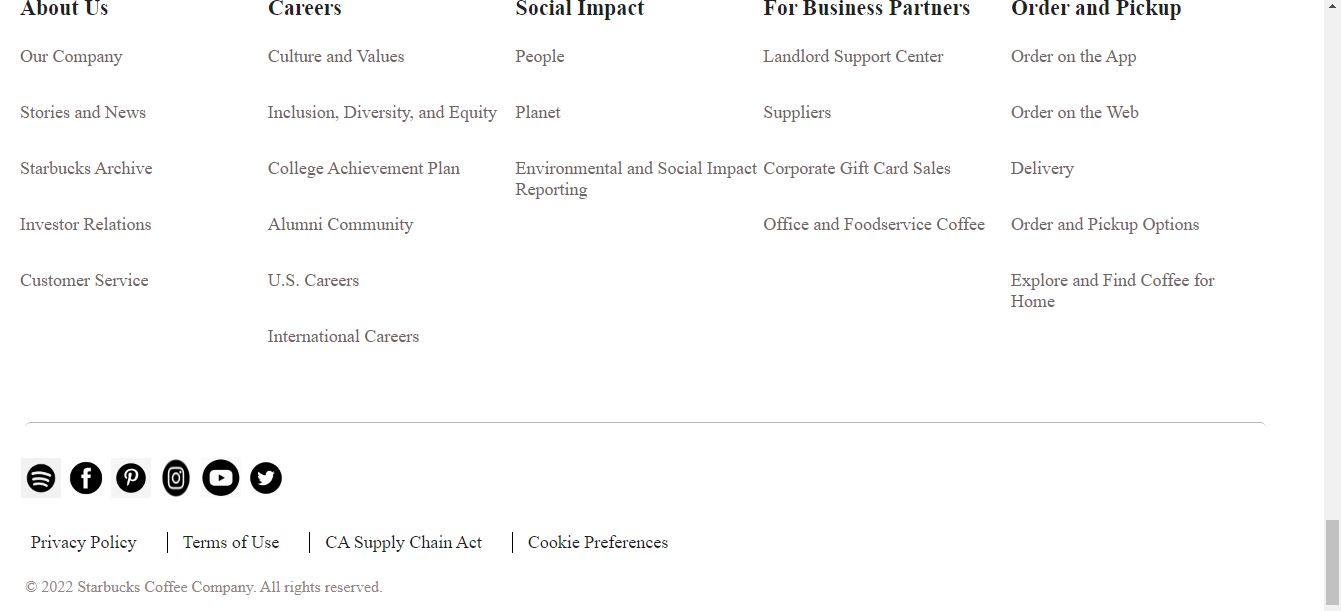 About Us
Our Company
Stories and News
Starbucks Archive
Investor Relations
Customer Service
Careers
Culture and Values
Inclusion, Diversity, and Equity
College Achievement Plan
Alumni Community
U.S. Careers
International Careers
Social Impact
People
Planet
Environmental and Social Impact
Reporting
For Business Partners
Landlord Support Center
Suppliers
Corporate Gift Card Sales
Office and Foodservice Coffee
Order and Pickup
Order on the App
Order on the Web
Delivery
Order and Pickup Options
Explore and Find Coffee for
Home
Privacy Policy
Terms of Use
CA Supply Chain Act
Cookie Preferences
© 2022 Starbucks Coffee Company. All rights reserved.